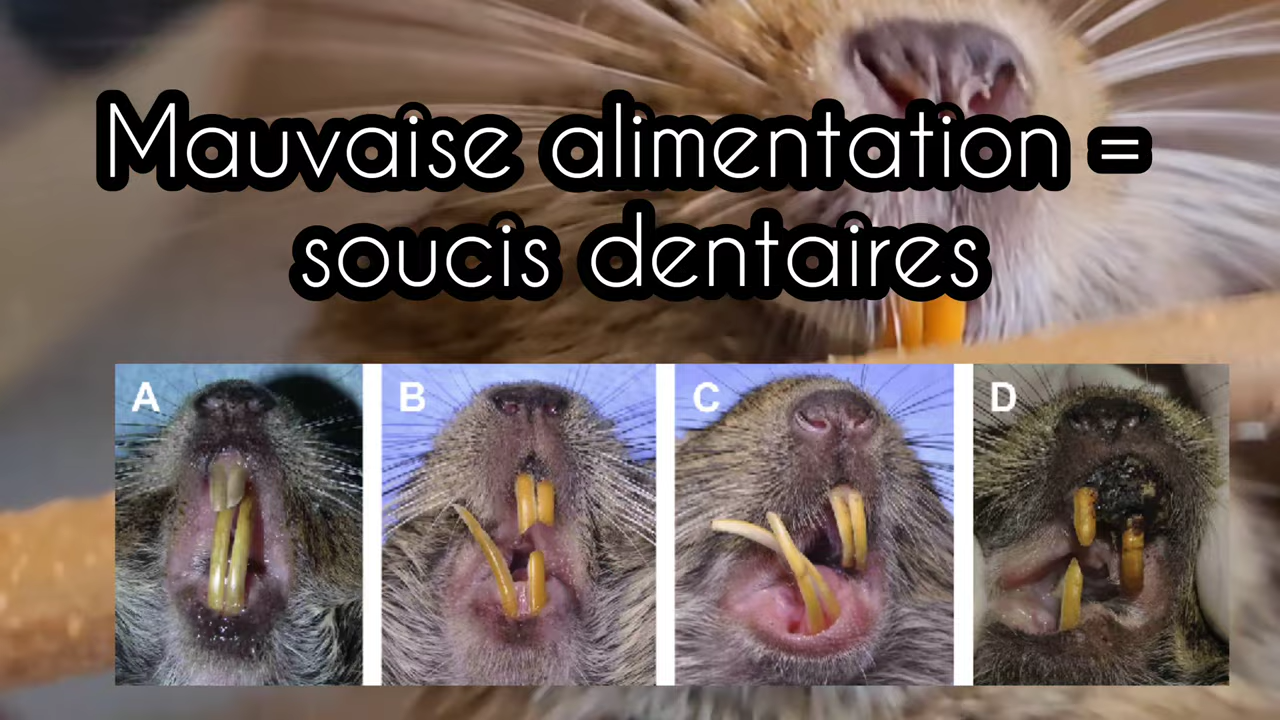 Mauvaise alimentation =
soucis dentaires
A B C D